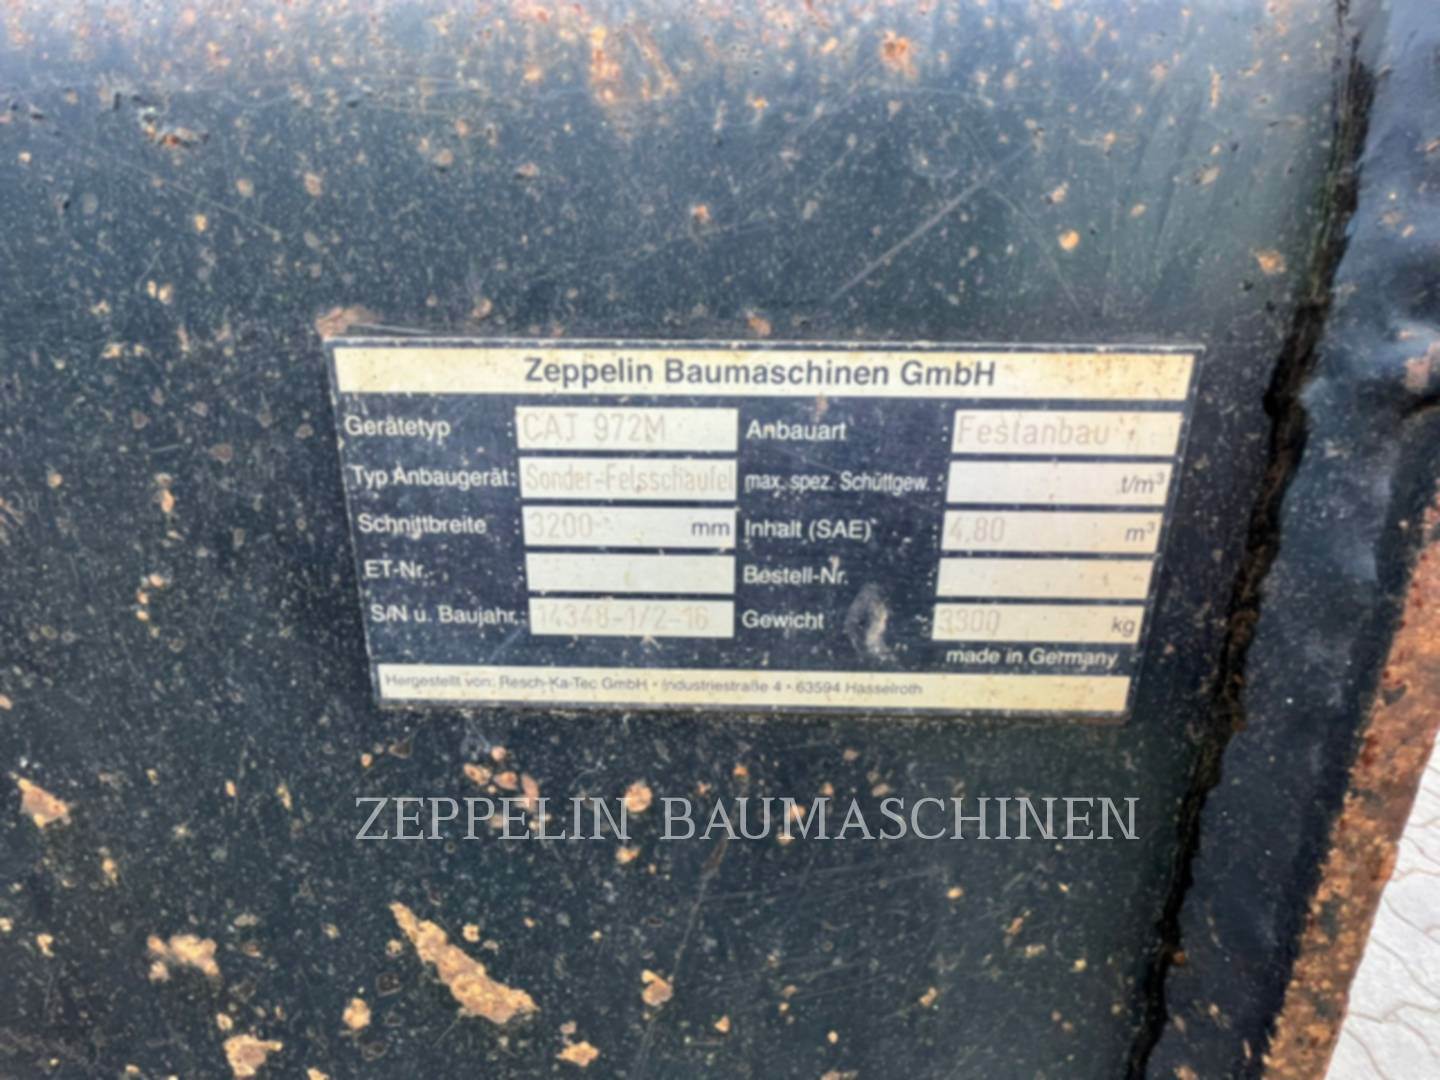 Zeppelin Baumaschinen GmbH
Gerätetyp : CAT 972M Anbauart : Festanbau
Typ Anbaugerät: Sonder-Felsschaufel max. spez. Schüttgew. : t/m³
Schnittbreite : 3200 mm Inhalt (SAE) : 4,80 m³
ET-Nr. Bestell-Nr.
S/N u. Baujahr.: 14348-1/2-16 Gewicht : kg
made in Germany
Hergestellt von: Resch-Ka-Tec GmbH • Industriestraße 4 • 63594 Hasselroth
ZEPPELIN BAUMASCHINEN